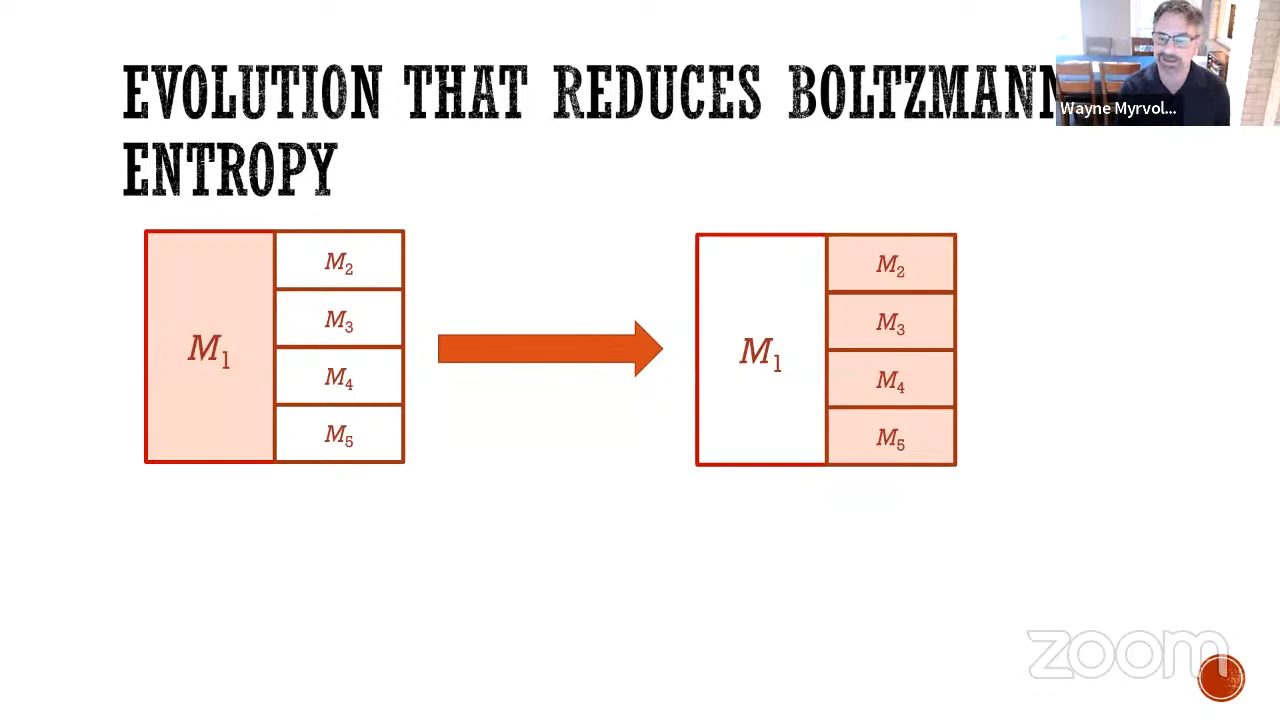 EVOLUTION THAT REDUCES BOLTZMANN
ENTROPY
Wayne Myrvol...
M₁
M₂
M₃
M₄
M₅
M₁
M₂
M₃
M₄
M₅
zoom